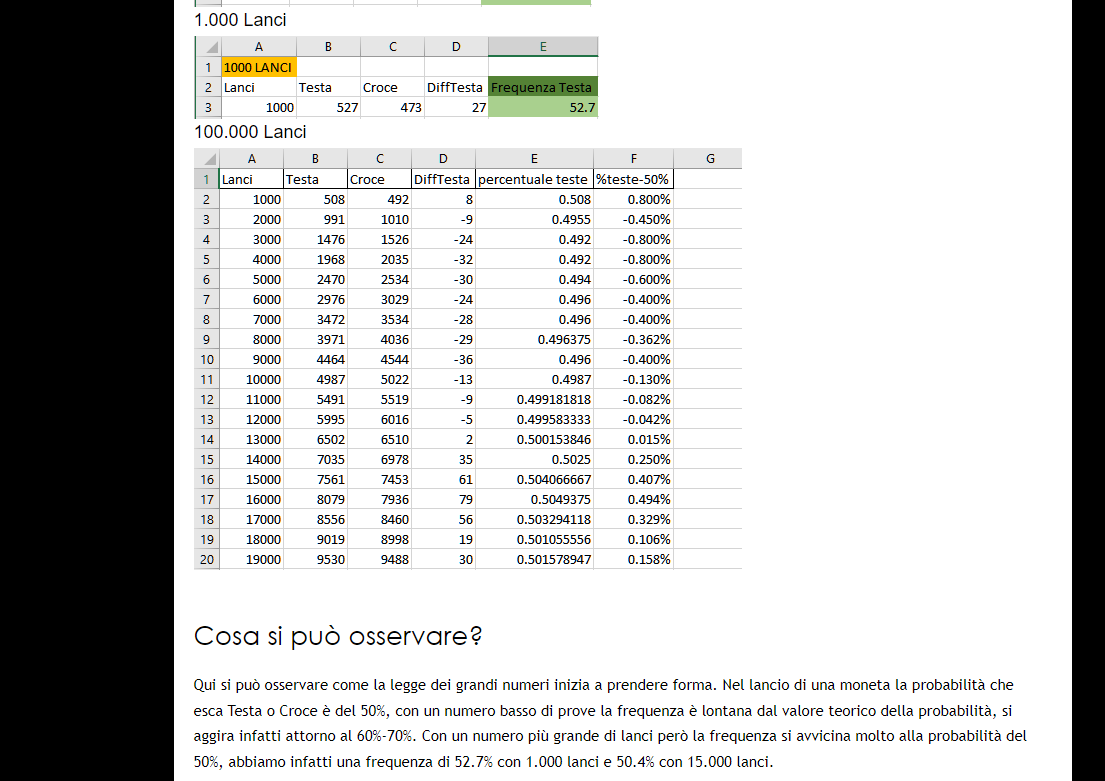 1.000 Lanci
A B C D E
1 1000 LANCI
2 Lanci Testa Croce DiffTesta Frequenza Testa
3 1000 527 473 27 52.7
100.000 Lanci
A B C D E F G
1 Lanci Testa Croce DiffTesta percentuale teste %teste-50%
2 1000 508 492 8 0.508 0.800%
3 2000 991 1010 -9 0.4955 -0.450%
4 3000 1476 1526 -24 0.492 -0.800%
5 4000 1968 2035 -32 0.492 -0.800%
6 5000 2470 2534 -30 0.494 -0.600%
7 6000 2976 3029 -24 0.496 -0.400%
8 7000 3472 3534 -28 0.496 -0.400%
9 8000 3971 4036 -29 0.496375 -0.362%
10 9000 4464 4544 -36 0.496 -0.400%
11 10000 4987 5022 -13 0.4987 -0.130%
12 11000 5491 5519 -9 0.499181818 -0.082%
13 12000 5995 6016 -5 0.499583333 -0.042%
14 13000 6502 6510 2 0.500153846 0.015%
15 14000 7035 6978 35 0.5025 0.250%
16 15000 7561 7453 61 0.504066667 0.407%
17 16000 8079 7936 79 0.5049375 0.494%
18 17000 8556 8460 56 0.503294118 0.329%
19 18000 9019 8998 19 0.501055556 0.106%
20 19000 9530 9488 30 0.501578947 0.158%
Cosa si può osservare?
Qui si può osservare come la legge dei grandi numeri inizia a prendere forma. Nel lancio di una moneta la probabilità che
esca Testa o Croce è del 50%, con un numero basso di prove la frequenza è lontana dal valore teorico della probabilità, si
aggira infatti attorno al 60%-70%. Con un numero più grande di lanci però la frequenza si avvicina molto alla probabilità del
50%, abbiamo infatti una frequenza di 52.7% con 1.000 lanci e 50.4% con 15.000 lanci.